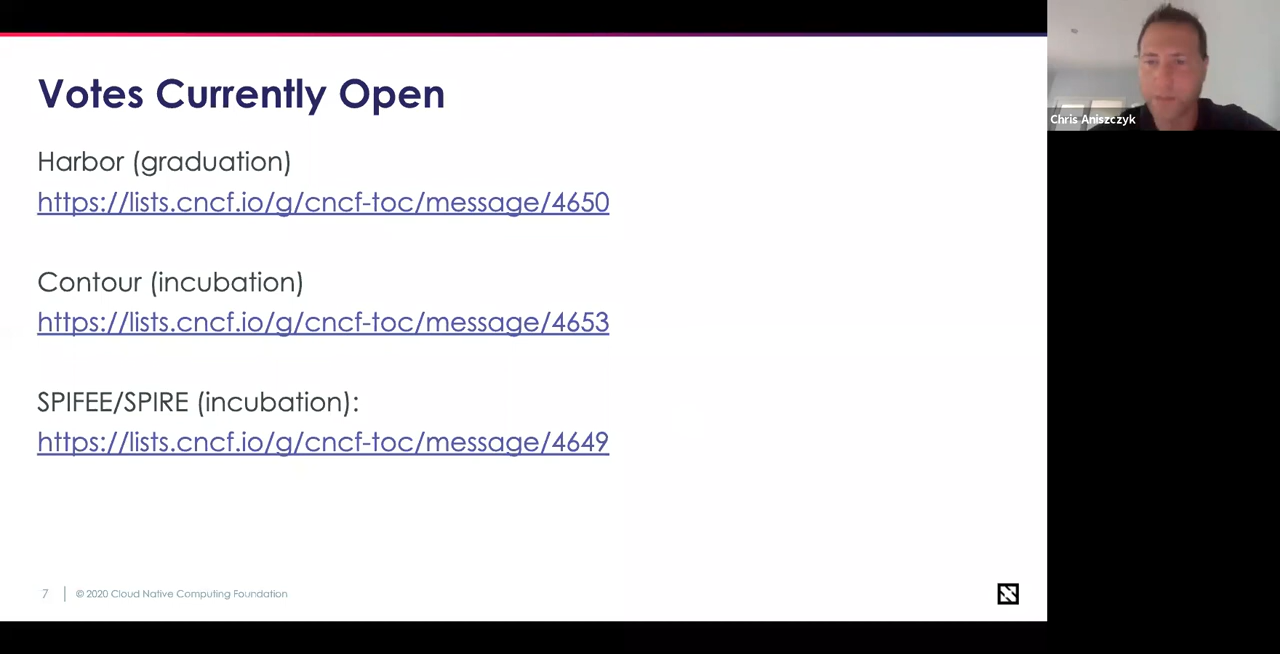 Votes Currently Open
Harbor (graduation)
https://lists.cncf.io/g/cncf-toc/message/4650
Contour (incubation)
https://lists.cncf.io/g/cncf-toc/message/4653
SPIFEE/SPIRE (incubation):
https://lists.cncf.io/g/cncf-toc/message/4649
7
© 2020 Cloud Native Computing Foundation
Chris Aniszczyk